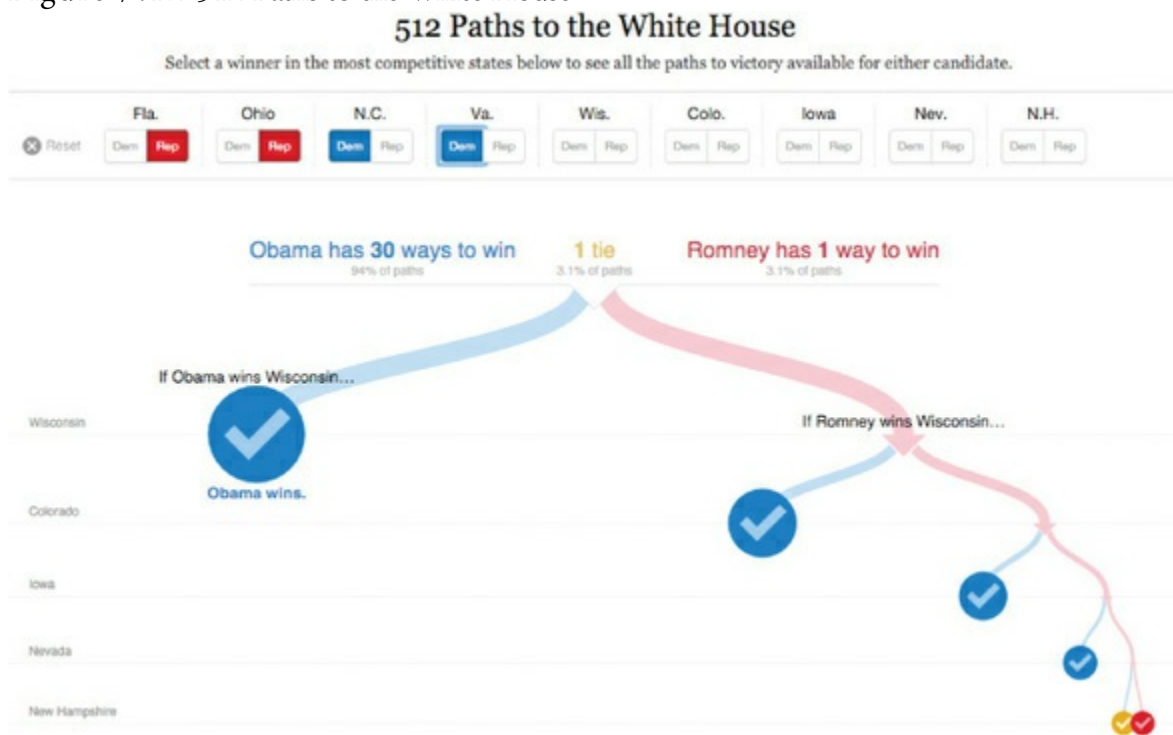 512 Paths to the White House
Select a winner in the most competitive states below to see all the paths to victory available for either candidate.
Fla. Ohio N.C. Va. Wis. Colo. Iowa Nev. N.H.
Reset Dem Rep Dem Rep Dem Rep Dem Rep Dem Rep Dem Rep Dem Rep Dem Rep Dem Rep
Obama has 30 ways to win 1 tie Romney has 1 way to win
94% of paths 3.1% of paths 3.1% of paths
If Obama wins Wisconsin...
Wisconsin If Romney wins Wisconsin...
Obama wins.
Colorado
Iowa
Nevada
New Hampshire